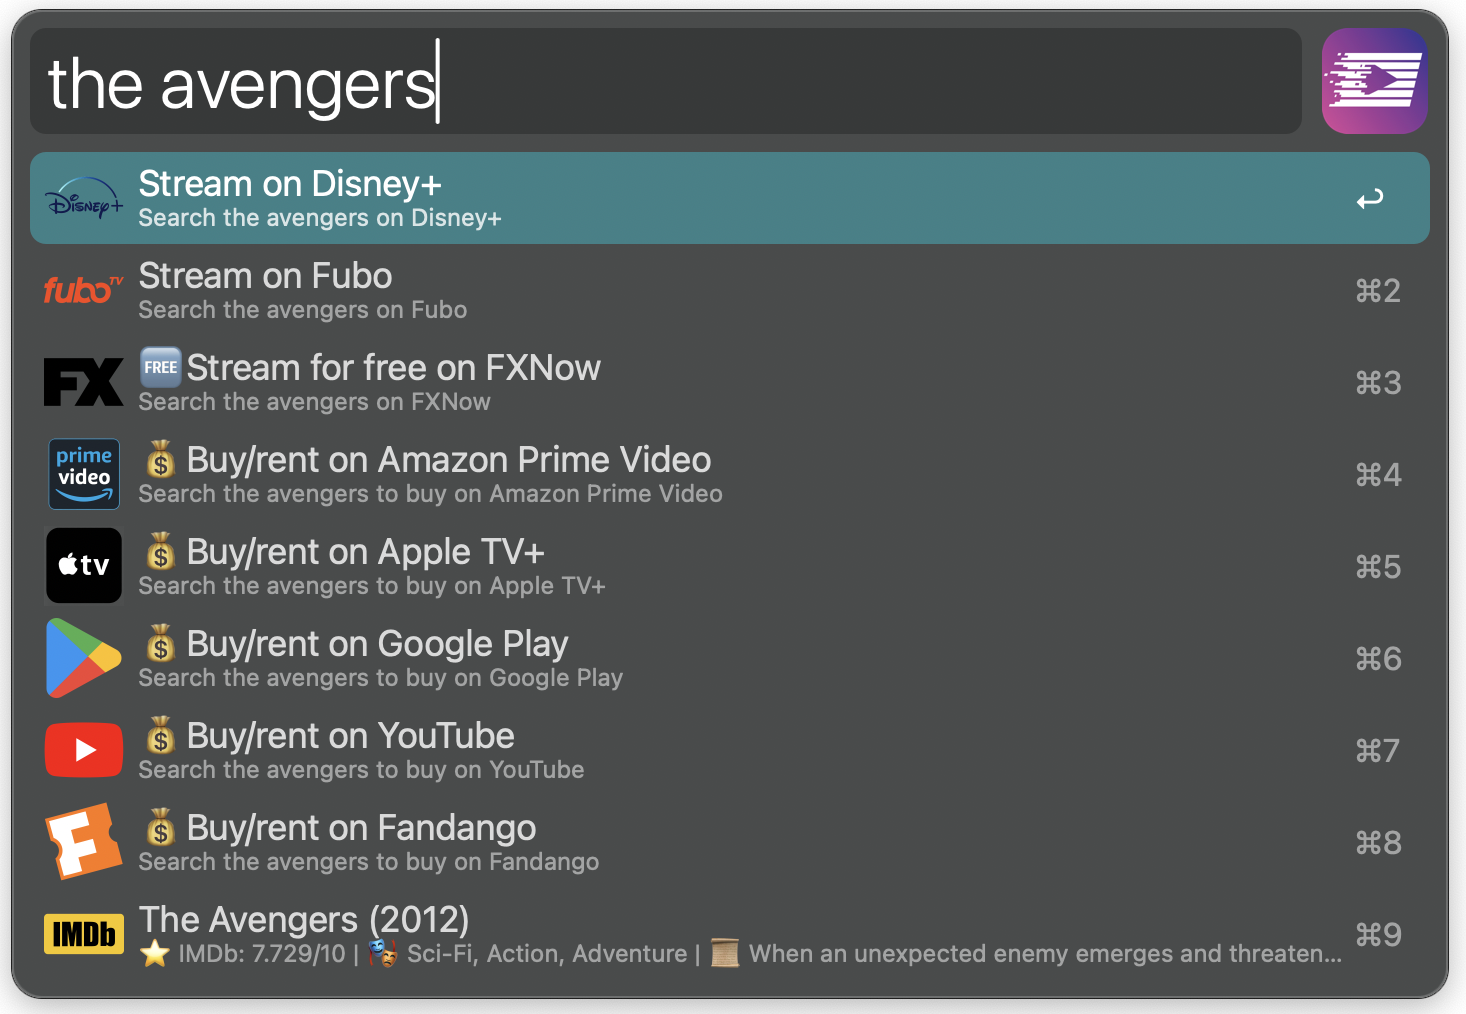 the avengers
Disney+
Stream on Disney+
Search the avengers on Disney+
fuboTV
Stream on Fubo
Search the avengers on Fubo
⌘2
FX
FREE Stream for free on FXNow
Search the avengers on FXNow
⌘3
prime
video
💰 Buy/rent on Amazon Prime Video
Search the avengers to buy on Amazon Prime Video
⌘4
tv
💰 Buy/rent on Apple TV+
Search the avengers to buy on Apple TV+
⌘5
💰 Buy/rent on Google Play
Search the avengers to buy on Google Play
⌘6
💰 Buy/rent on YouTube
Search the avengers to buy on YouTube
⌘7
F
💰 Buy/rent on Fandango
Search the avengers to buy on Fandango
⌘8
IMDb
The Avengers (2012)
⭐ IMDb: 7.729/10 | 🎭 Sci-Fi, Action, Adventure | 📜 When an unexpected enemy emerges and threaten...
⌘9